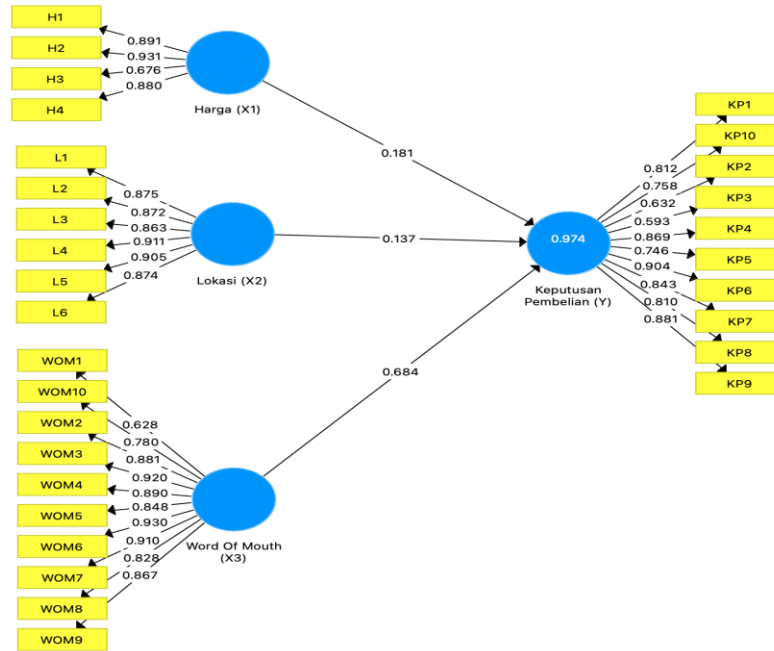 H1
H2
H3
H4
0.891
0.931
0.676
0.880
Harga (X1)
L1
L2
L3
L4
L5
L6
0.875
0.872
0.863
0.911
0.905
0.874
Lokasi (X2)
WOM1
WOM10
WOM2
WOM3
WOM4
WOM5
WOM6
WOM7
WOM8
WOM9
0.628
0.780
0.881
0.920
0.890
0.848
0.930
0.910
0.828
0.867
Word Of Mouth
(X3)
0.181
0.137
0.684
0.974
Keputusan
Pembelian (Y)
0.812
0.758
0.632
0.593
0.869
0.746
0.904
0.843
0.810
0.881
KP1
KP10
KP2
KP3
KP4
KP5
KP6
KP7
KP8
KP9